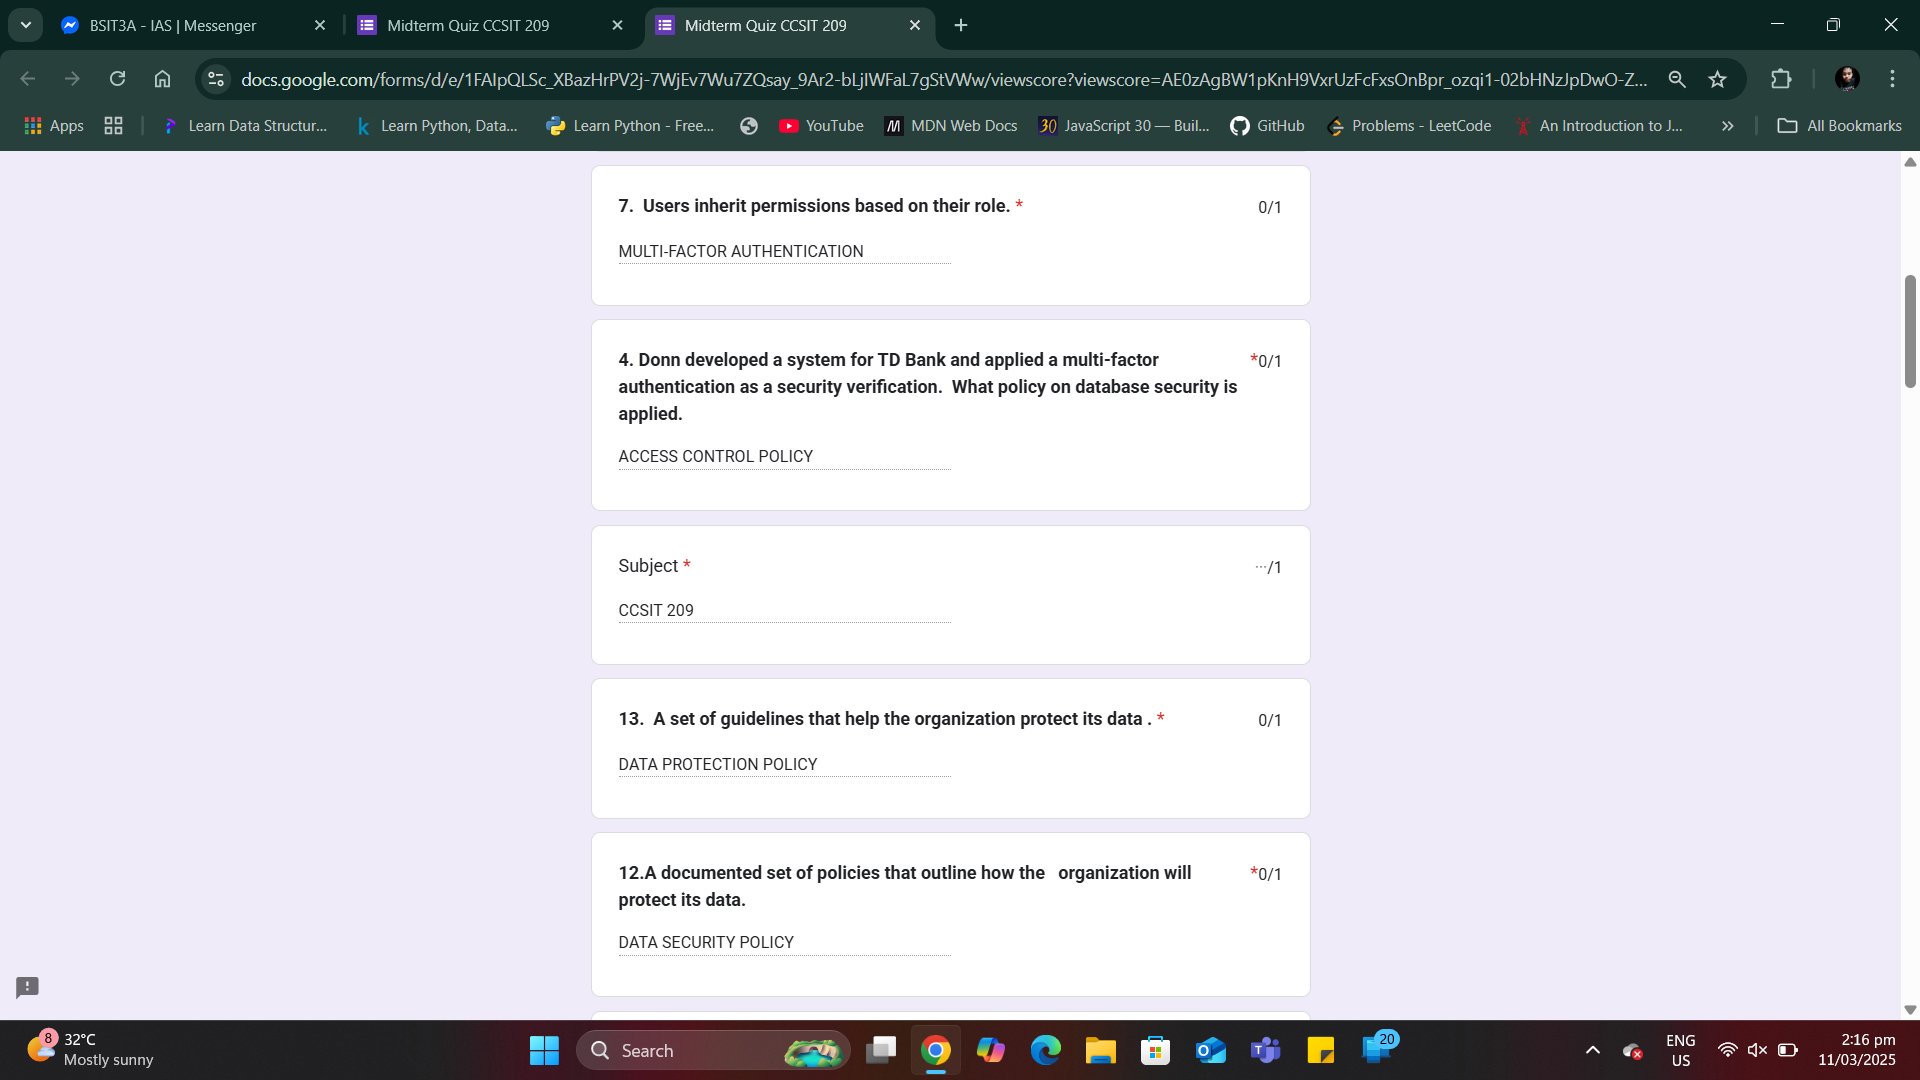 BSIT3A - IAS | Messenger
Midterm Quiz CCSIT 209
Midterm Quiz CCSIT 209
docs.google.com/forms/d/e/1FAIpQLSc_XBazHrPV2j-7WjEv7Wu7ZQsay_9Ar2-bLjIWFaL7gStVWw/viewscore?viewscore=AE0zAgBW1pKnH9VxrUzFcFxsOnBpr_ozqi1-02bHNzJpDwO-Z...
Apps
Learn Data Structur...
Learn Python, Data...
Learn Python - Free...
YouTube
MDN Web Docs
30 JavaScript 30 — Buil...
GitHub
Problems - LeetCode
An Introduction to J...
All Bookmarks
7. Users inherit permissions based on their role. * 0/1
MULTI-FACTOR AUTHENTICATION
4. Donn developed a system for TD Bank and applied a multi-factor *0/1
authentication as a security verification. What policy on database security is
applied.
ACCESS CONTROL POLICY
Subject * ···/1
CCSIT 209
13. A set of guidelines that help the organization protect its data . * 0/1
DATA PROTECTION POLICY
12.A documented set of policies that outline how the organization will *0/1
protect its data.
DATA SECURITY POLICY
8
32°C
Mostly sunny
Search
20
ENG
US
2:16 pm
11/03/2025